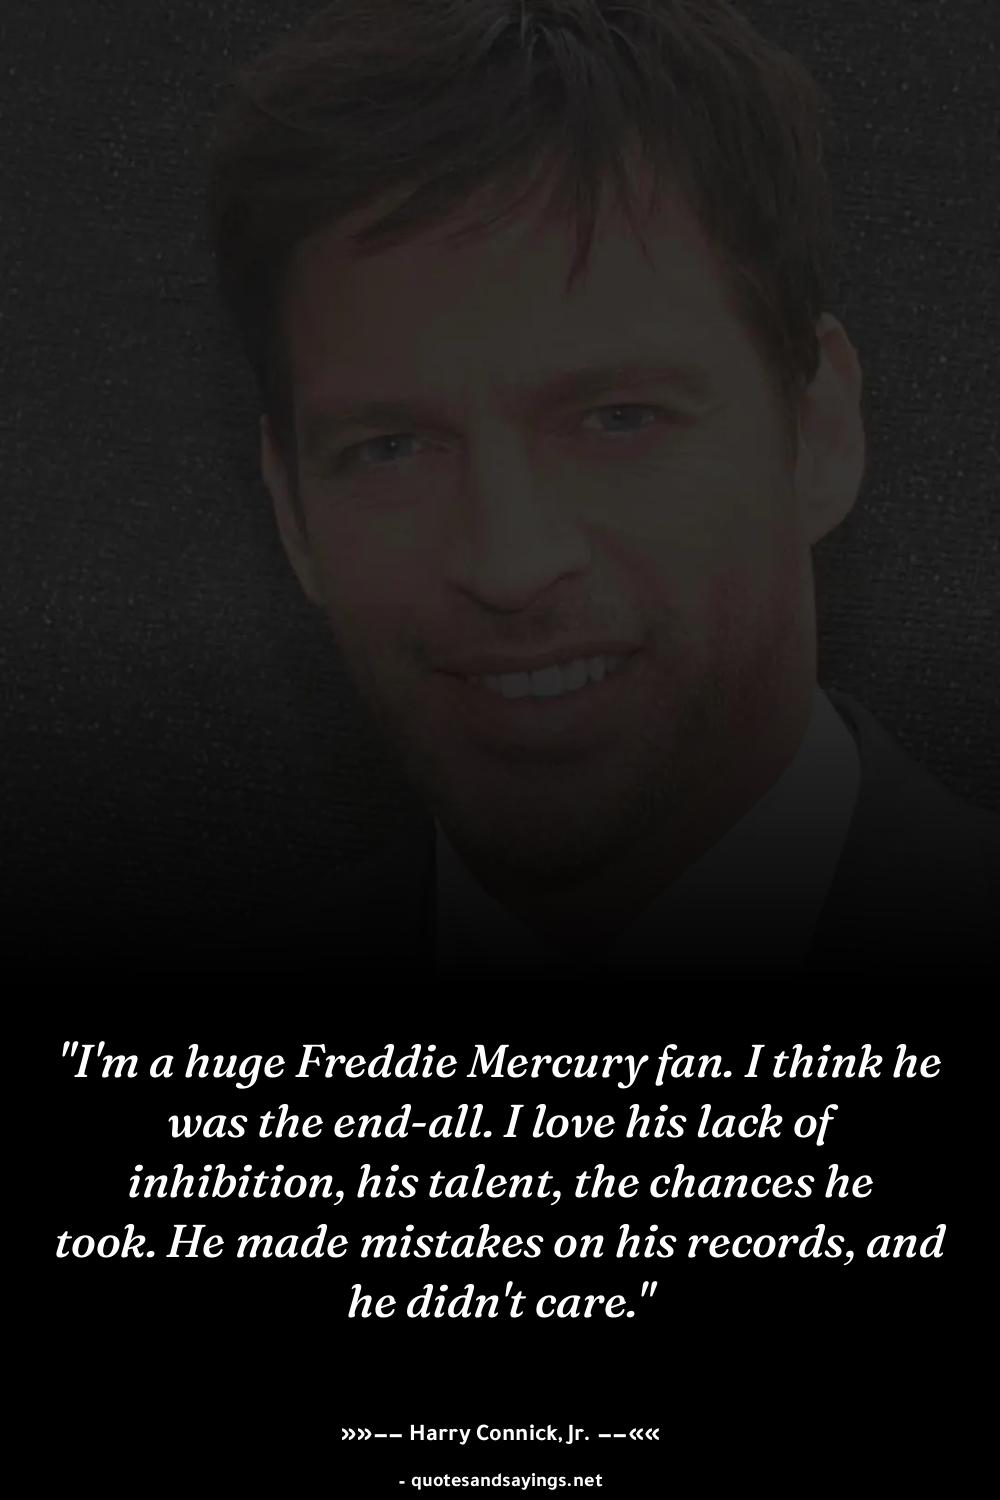 "I'm a huge Freddie Mercury fan. I think he
was the end-all. I love his lack of
inhibition, his talent, the chances he
took. He made mistakes on his records, and
he didn't care."
»»−− Harry Connick, Jr. −−««
- quotesandsayings.net